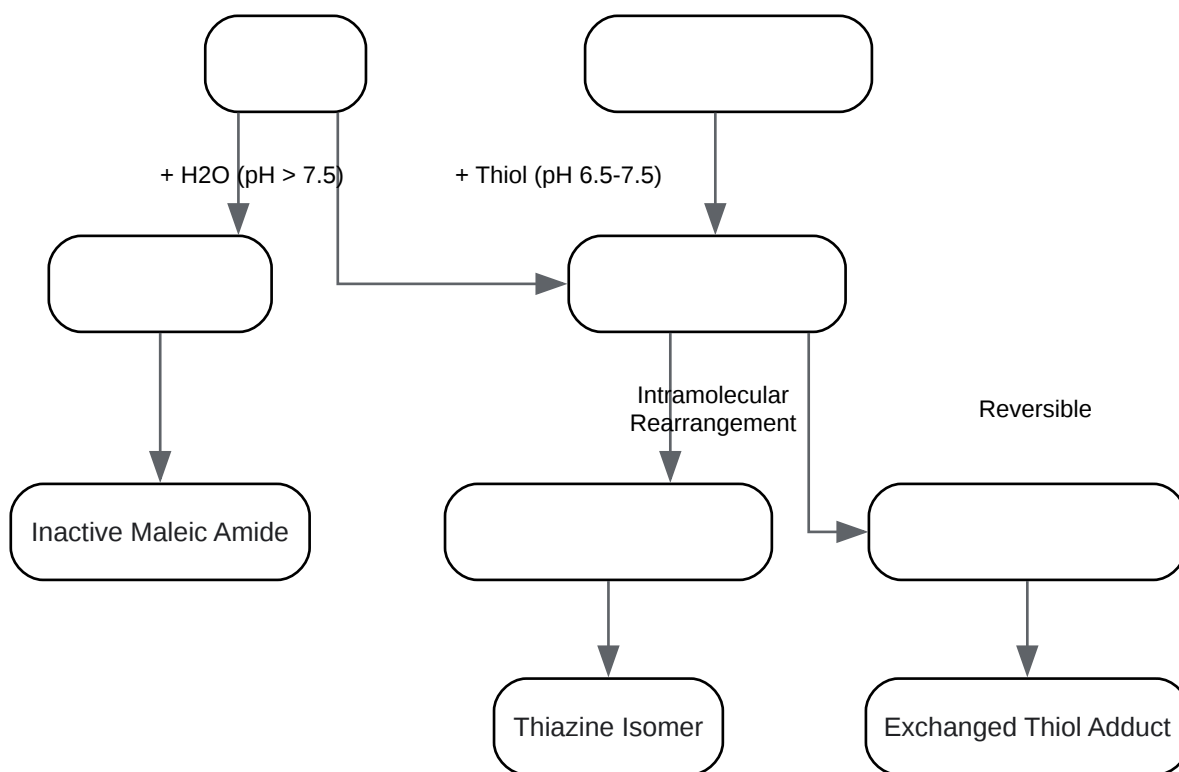 + H2O (pH > 7.5)
+ Thiol (pH 6.5-7.5)
Intramolecular
Rearrangement
Reversible
Inactive Maleic Amide
Thiazine Isomer
Exchanged Thiol Adduct